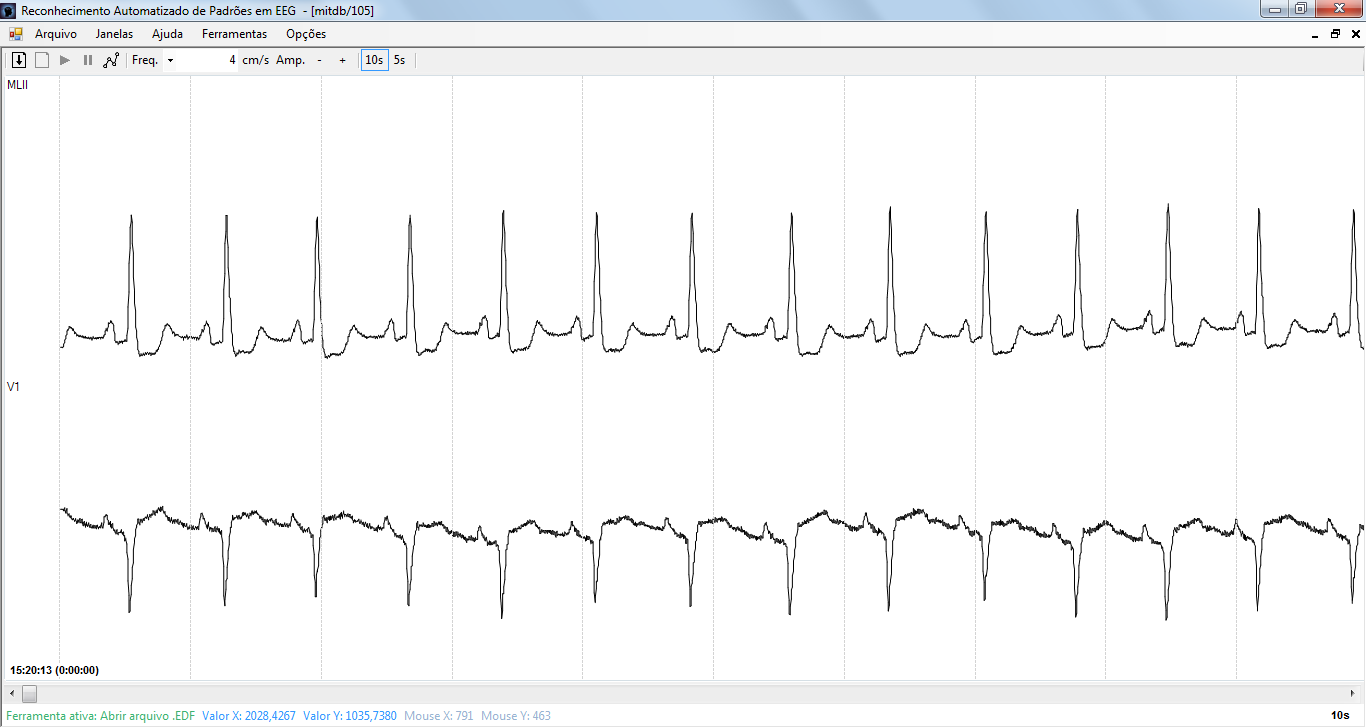 Reconhecimento Automatizado de Padrões em EEG - [mitdb/105]
Arquivo Janelas Ajuda Ferramentas Opções
Freq. 4 cm/s Amp. - + 10s 5s
MLII
V1
15:20:13 (0:00:00)
Ferramenta ativa: Abrir arquivo .EDF Valor X: 2028,4267 Valor Y: 1035,7380 Mouse X: 791 Mouse Y: 463 10s